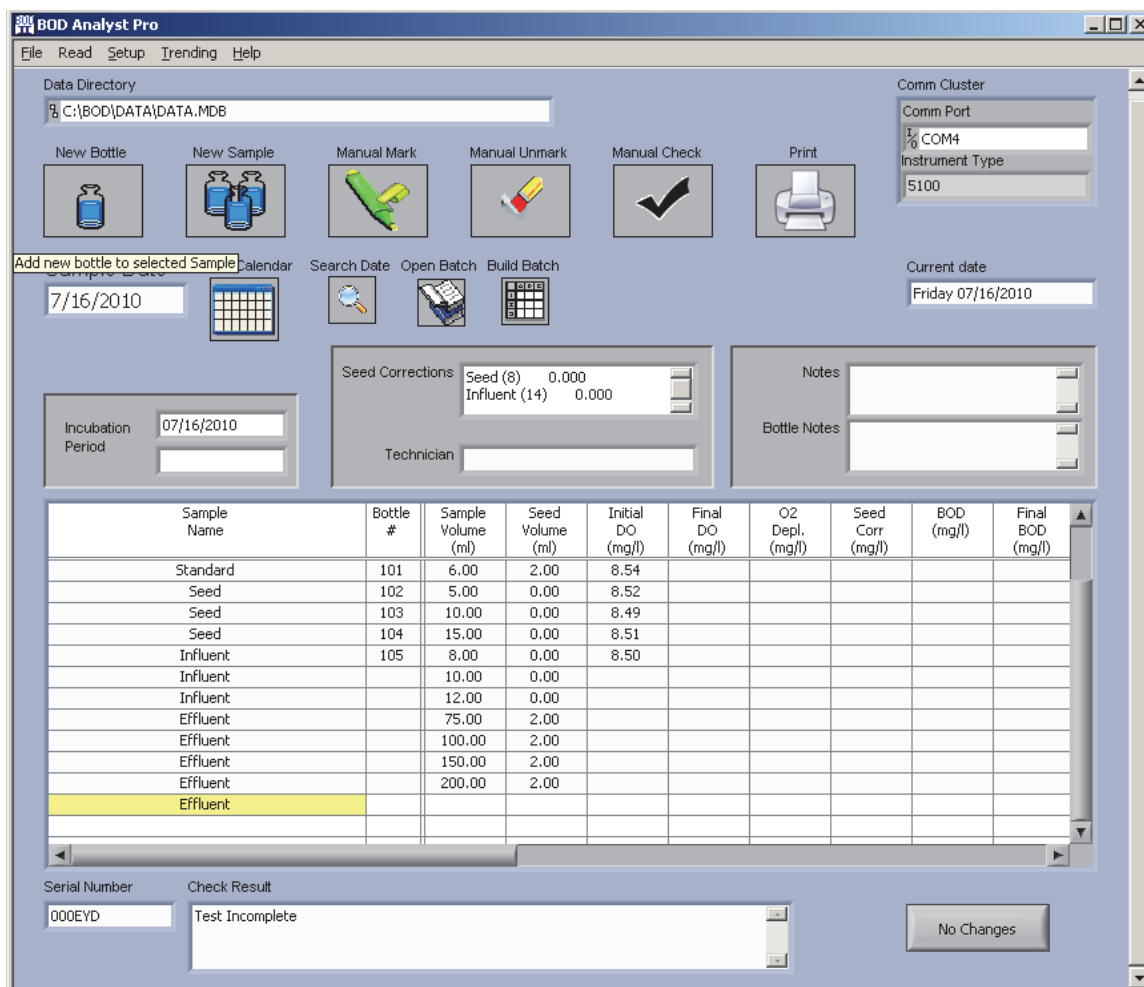 BOD Analyst Pro
File Read Setup Trending Help
Data Directory
C:\BOD\DATA\DATA.MDB
Comm Cluster
Comm Port
COM4
Instrument Type
5100
New Bottle New Sample Manual Mark Manual Unmark Manual Check Print
Add new bottle to selected Sample
Calendar Search Date Open Batch Build Batch
Sample Date
7/16/2010
Current date
Friday 07/16/2010
Seed Corrections
Seed (8) 0.000
Influent (14) 0.000
Technician
Notes
Bottle Notes
Incubation
Period
07/16/2010
Sample Bottle Sample Seed Initial Final O2 Seed BOD Final
Name # Volume Volume DO DO Depl. Corr (mg/l) BOD
(ml) (ml) (mg/l) (mg/l) (mg/l) (mg/l) (mg/l)
Standard 101 6.00 2.00 8.54
Seed 102 5.00 0.00 8.52
Seed 103 10.00 0.00 8.49
Seed 104 15.00 0.00 8.51
Influent 105 8.00 0.00 8.50
Influent 10.00 0.00
Influent 12.00 0.00
Effluent 75.00 2.00
Effluent 100.00 2.00
Effluent 150.00 2.00
Effluent 200.00 2.00
Effluent
Serial Number
000EYD
Check Result
Test Incomplete
No Changes